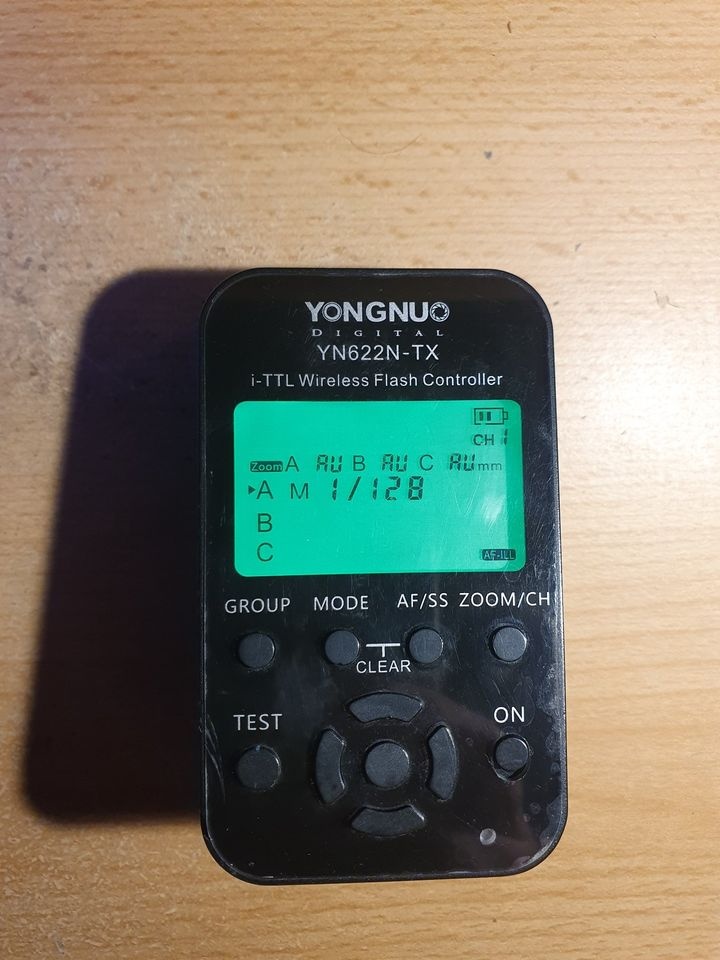 YONGNUO
DIGITAL
YN622N-TX
i-TTL Wireless Flash Controller
CH 1
Zoom A AU B AU C AU mm
A M 1/128
B
C
AF-ILL
GROUP MODE AF/SS ZOOM/CH
CLEAR
TEST ON